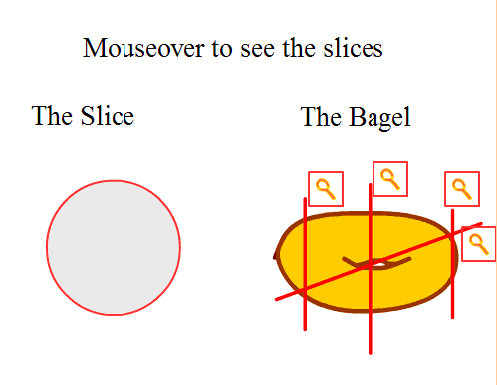 Mouseover to see the slices
The Slice
The Bagel